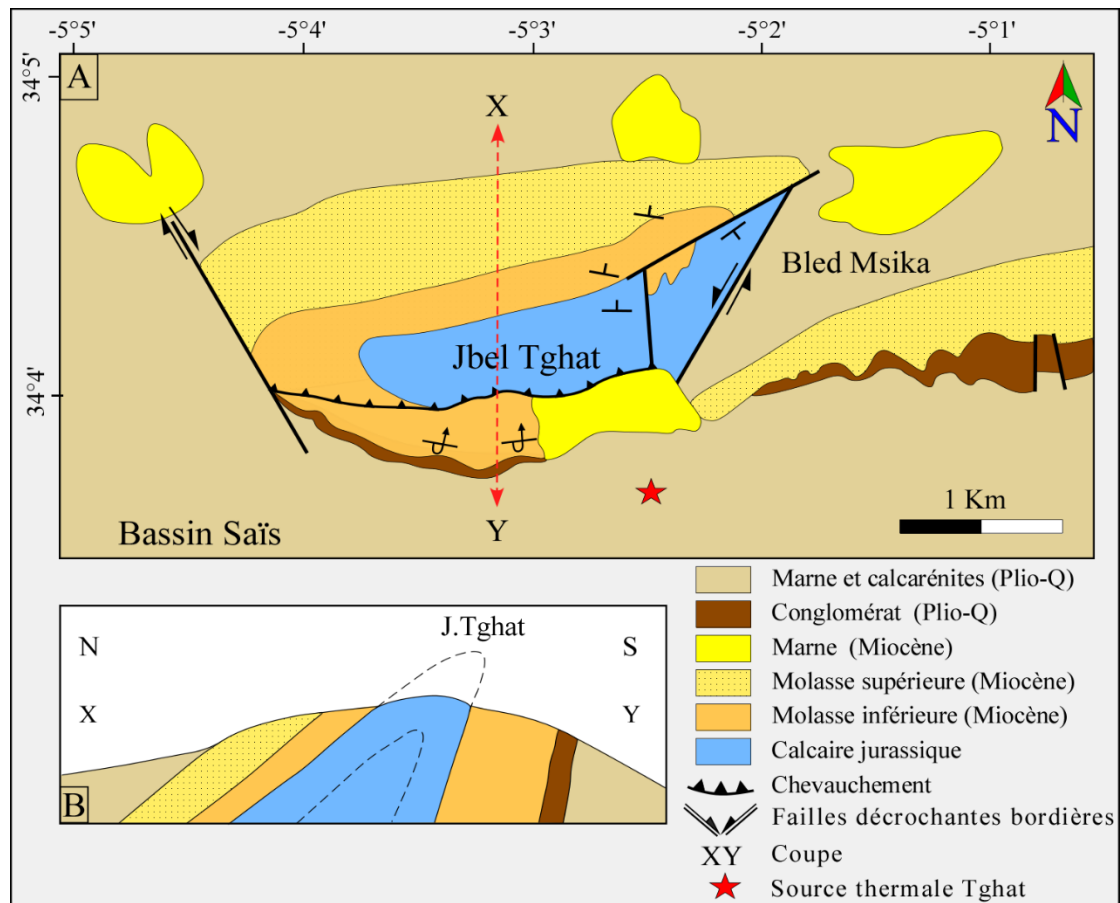 -5°5' -5°4' -5°3' -5°2' -5°1'
A
34°5'
X
N
Bled Msika
Jbel Tghat
34°4'
1 Km
Bassin Saïs
Y
Marne et calcarénites (Plio-Q)
Conglomérat (Plio-Q)
Marne (Miocène)
Molasse supérieure (Miocène)
Molasse inférieure (Miocène)
Calcaire jurassique
Chevauchement
Failles décrochantes bordières
XY Coupe
Source thermale Tghat
J.Tghat
N S
X Y
B